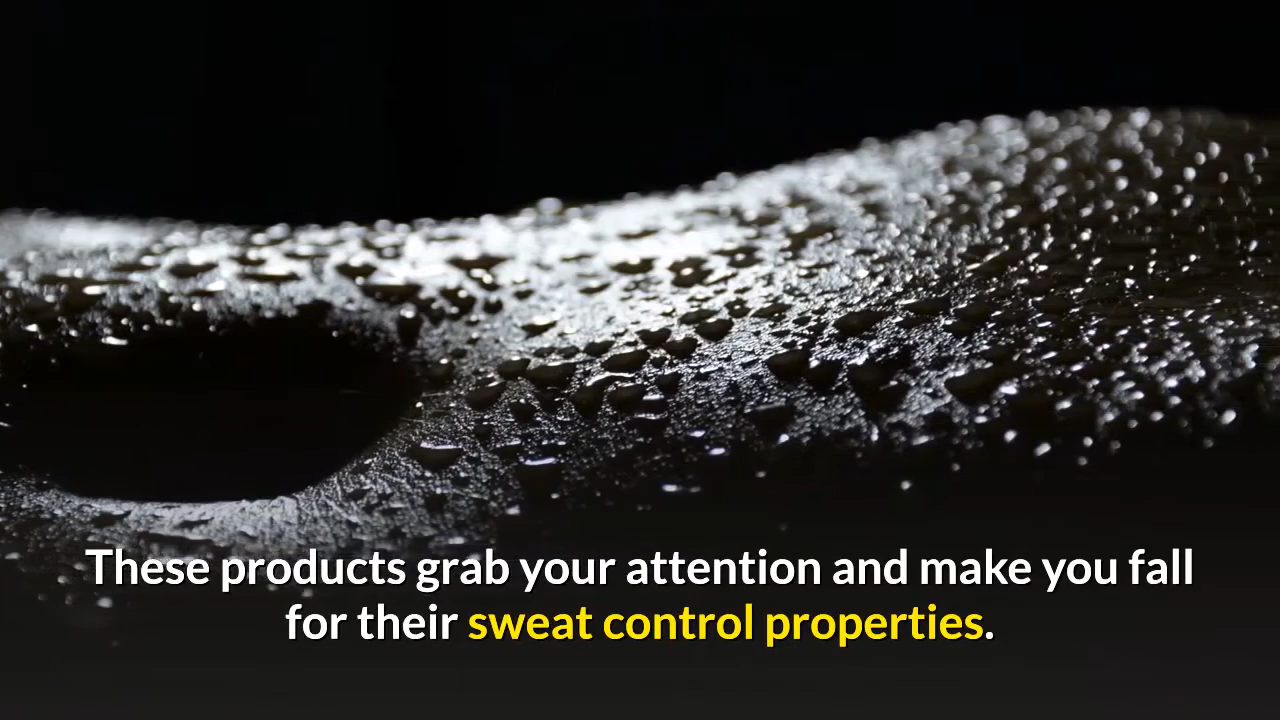 These products grab your attention and make you fall
for their sweat control properties.